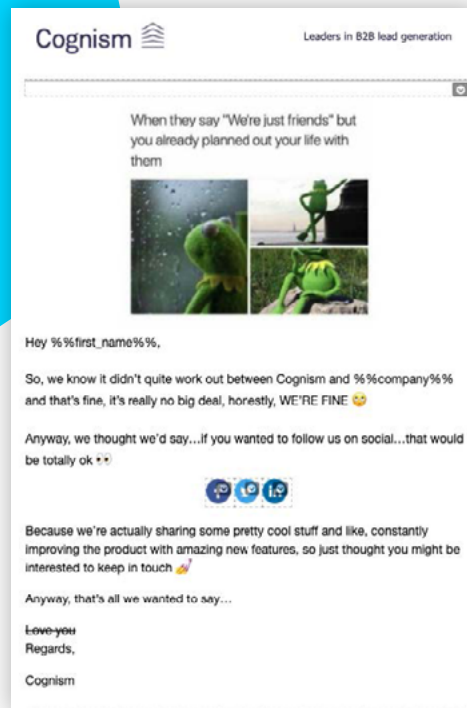 Cognism
Leaders in B2B lead generation
When they say "We're just friends" but
you already planned out your life with
them
Hey %%first_name%%,
So, we know it didn't quite work out between Cognism and %%company%%
and that's fine, it's really no big deal, honestly, WE'RE FINE 😬
Anyway, we thought we'd say...if you wanted to follow us on social...that would
be totally ok 👀
Because we're actually sharing some pretty cool stuff and like, constantly
improving the product with amazing new features, so just thought you might be
interested to keep in touch 💅
Anyway, that's all we wanted to say...
Love you
Regards,
Cognism